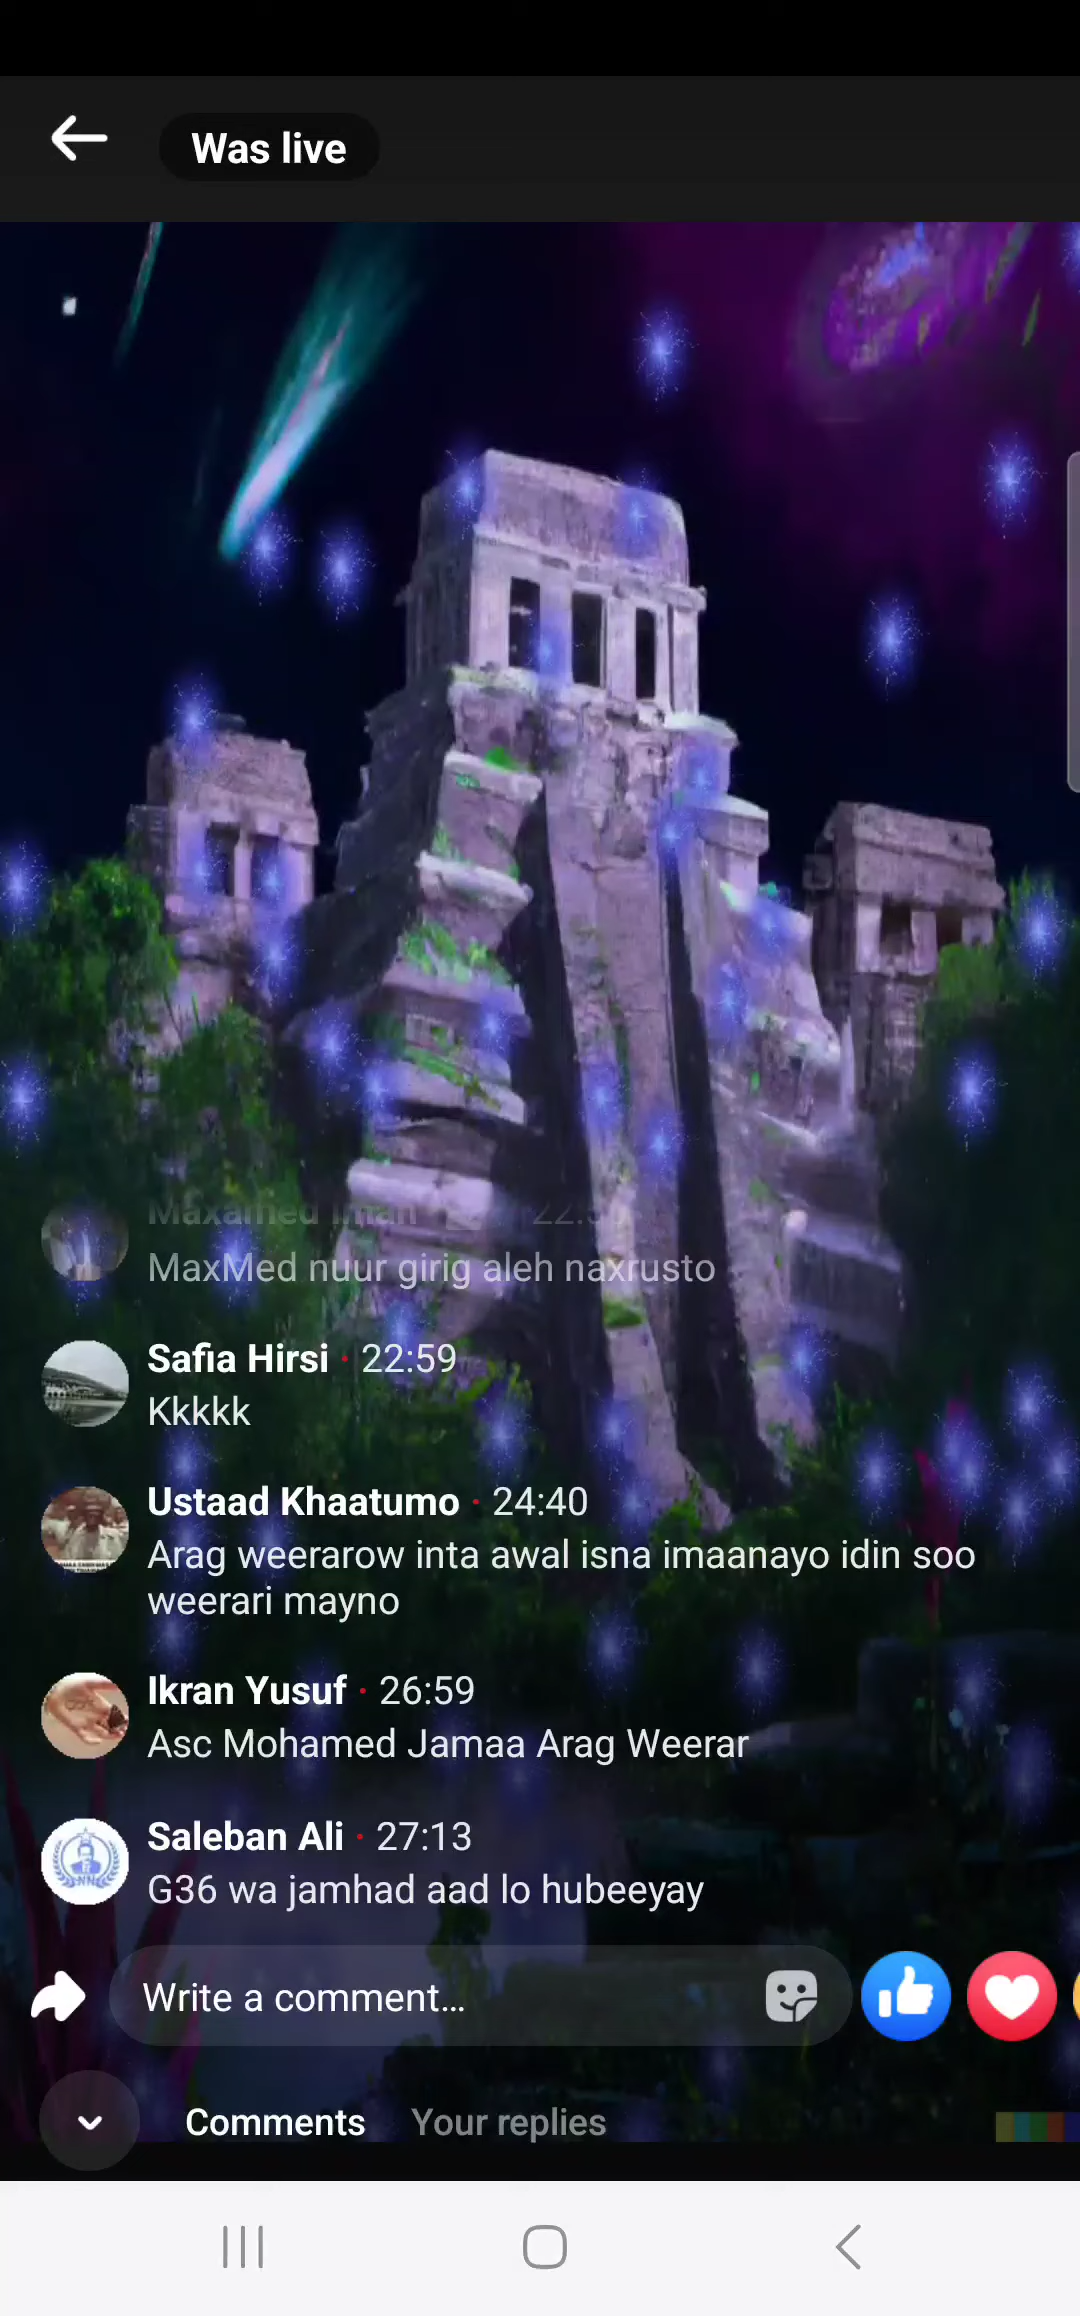 Was live
Maxamed Iman
MaxMed nuur girig aleh naxrusto
Safia Hirsi · 22:59
Kkkkk
Ustaad Khaatumo · 24:40
Arag weerarow inta awal isna imaanayo idin soo
weerari mayno
Ikran Yusuf · 26:59
Asc Mohamed Jamaa Arag Weerar
Saleban Ali · 27:13
G36 wa jamhad aad lo hubeeyay
Write a comment...
Comments Your replies